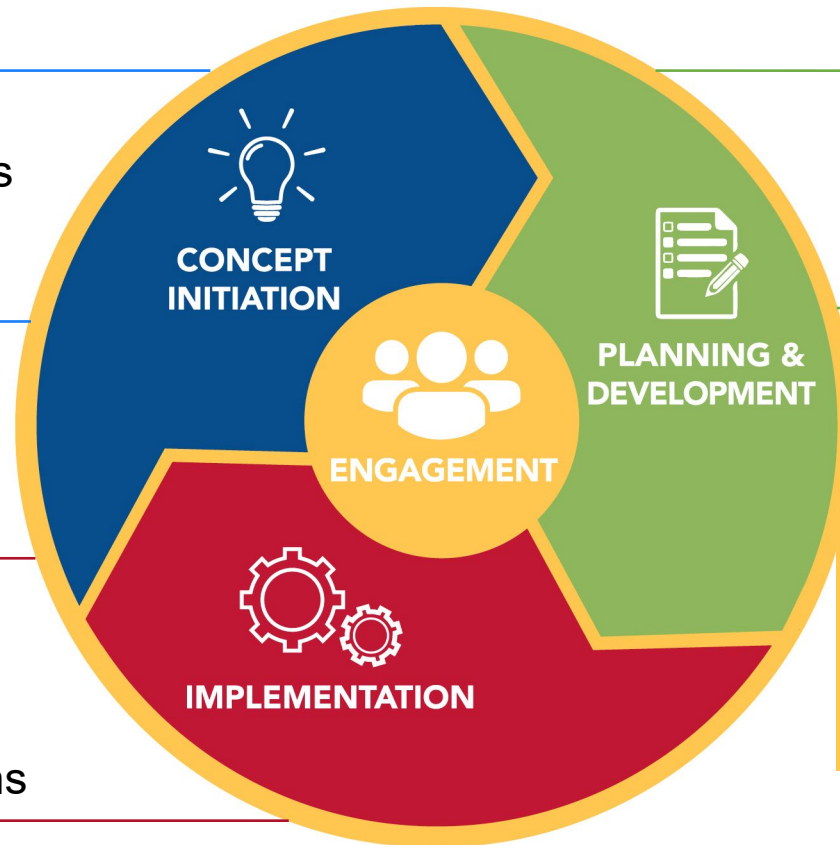 CONCEPT
INITIATION
PLANNING &
DEVELOPMENT
ENGAGEMENT
IMPLEMENTATION